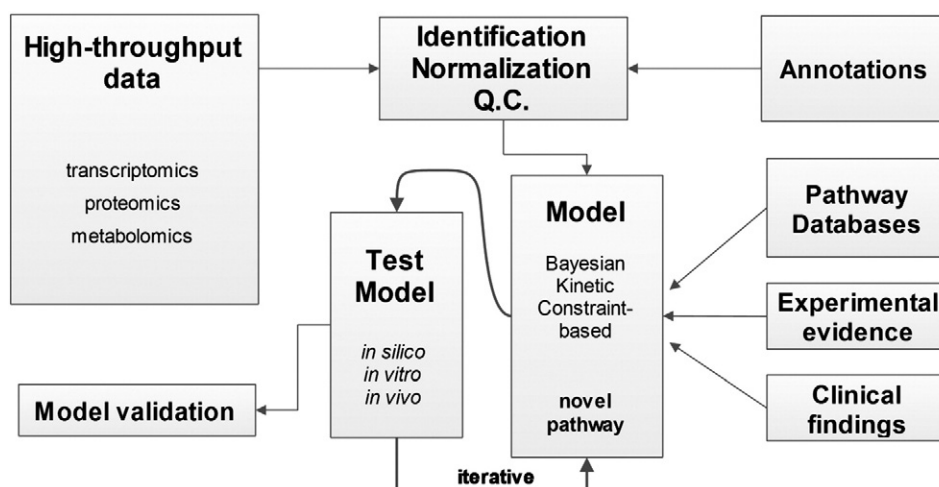 High-throughput
data
transcriptomics
proteomics
metabolomics
Identification
Normalization
Q.C.
Annotations
Test
Model
in silico
in vitro
in vivo
Model
Bayesian
Kinetic
Constraint-
based
novel
pathway
Pathway
Databases
Experimental
evidence
Clinical
findings
Model validation
iterative